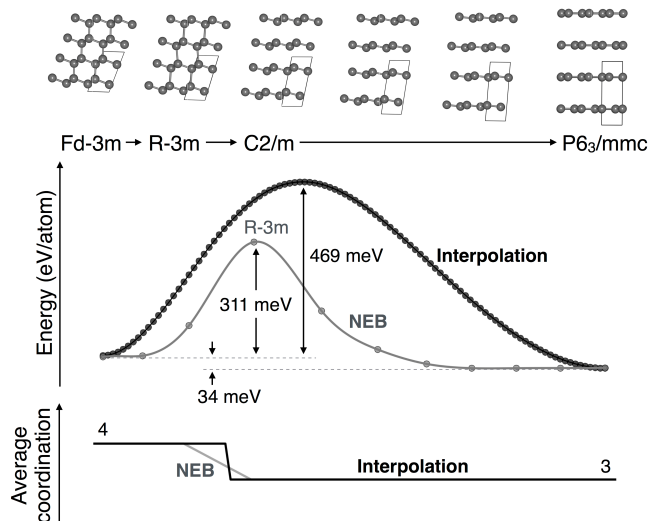 Fd-3m → R-3m → C2/m → P6₃/mmc
Energy (eV/atom)
R-3m
469 meV
Interpolation
311 meV
NEB
34 meV
Average
coordination
4
NEB
Interpolation
3